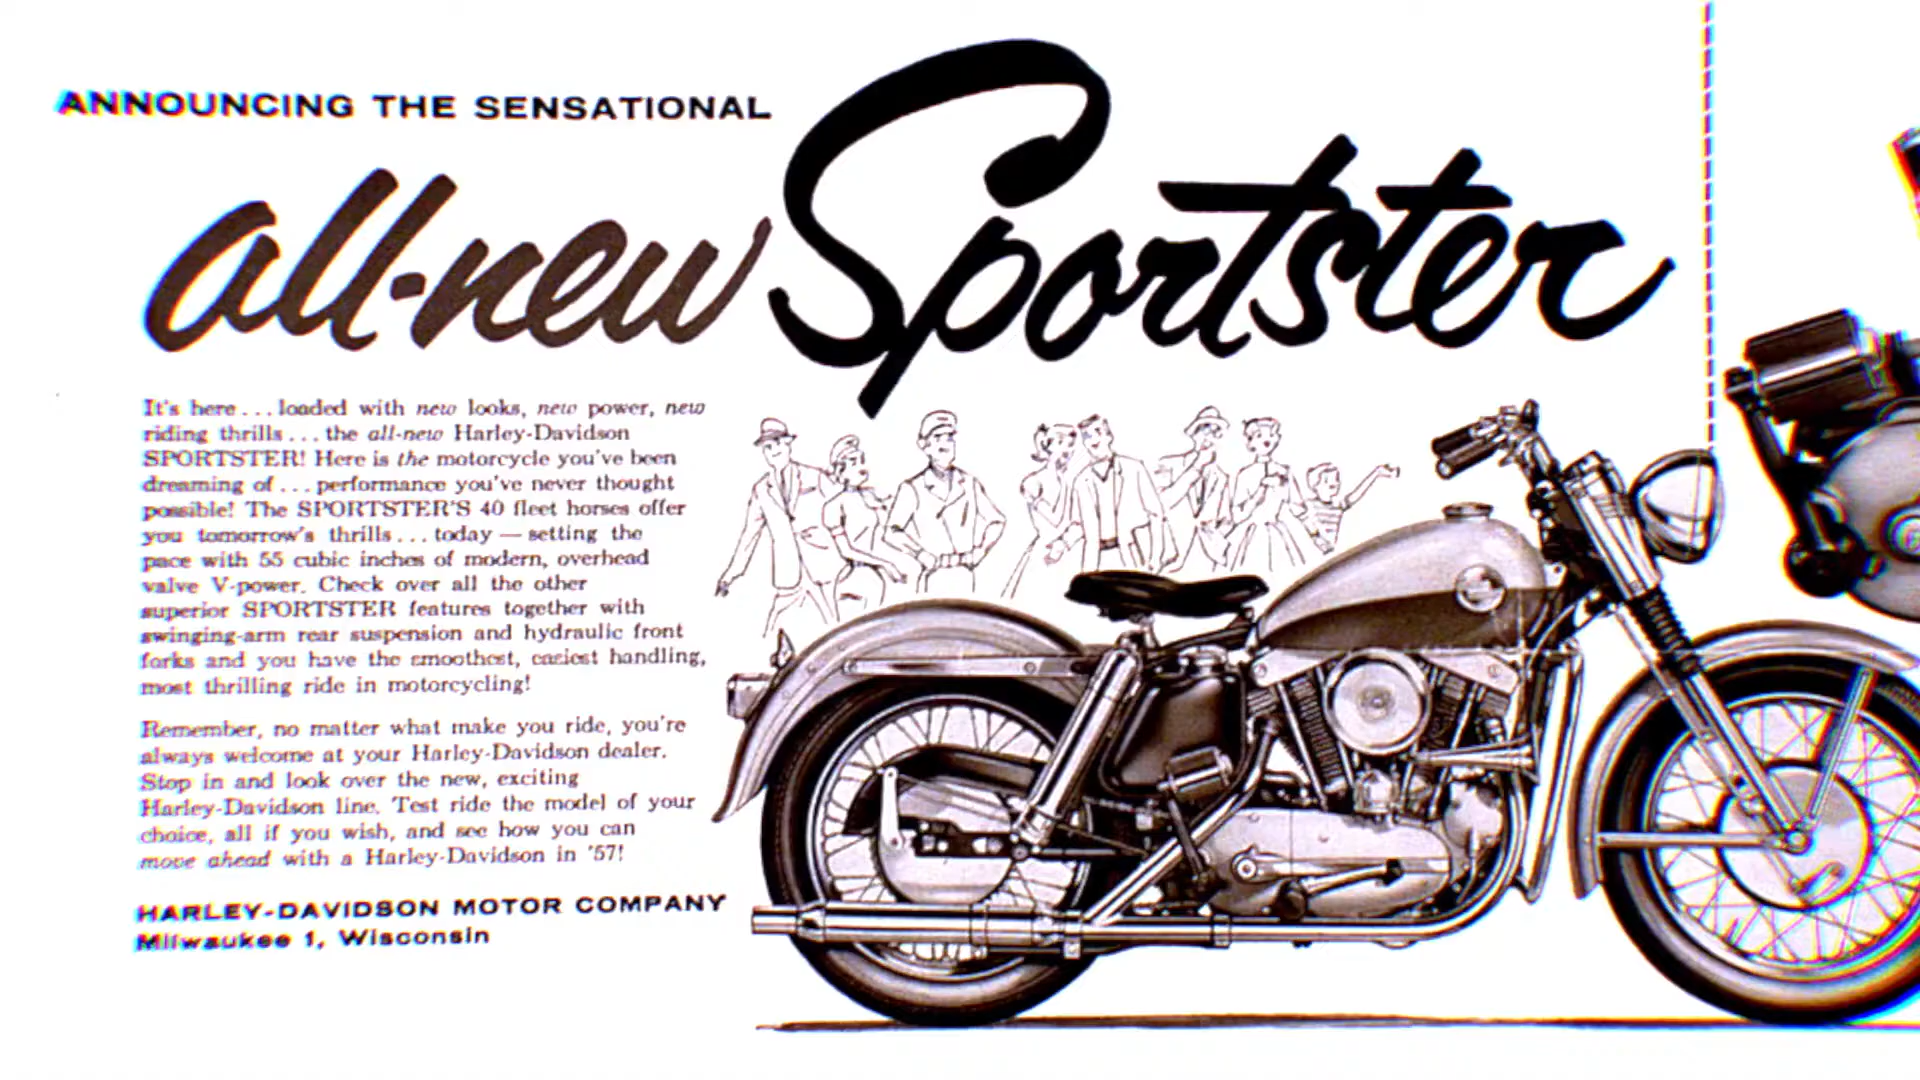 ANNOUNCING THE SENSATIONAL
all-new Sportster
It's here...loaded with new looks, new power, new
riding thrills...the all-new Harley-Davidson
SPORTSTER! Here is the motorcycle you've been
dreaming of...performance you've never thought
possible! The SPORTSTER'S 40 fleet horses offer
you tomorrow's thrills...today — setting the
pace with 55 cubic inches of modern, overhead
valve V-power. Check over all the other
superior SPORTSTER features together with
swinging-arm rear suspension and hydraulic front
forks and you have the smoothest, easiest handling,
most thrilling ride in motorcycling!
Remember, no matter what make you ride, you're
always welcome at your Harley-Davidson dealer.
Stop in and look over the new, exciting
Harley-Davidson line. Test ride the model of your
choice, all if you wish, and see how you can
move ahead with a Harley-Davidson in '57!
HARLEY-DAVIDSON MOTOR COMPANY
Milwaukee 1, Wisconsin